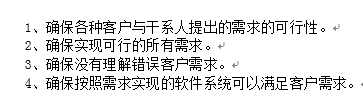 1、确保各种客户与干系人提出的需求的可行性。
2、确保实现可行的所有需求。
3、确保没有理解错误客户需求。
4、确保按照需求实现的软件系统可以满足客户需求。